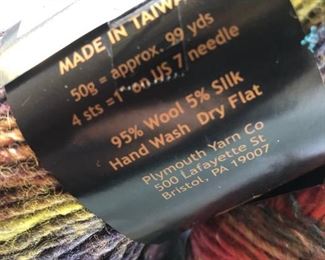 MADE IN TAIWA
50g = approx. 99 yds
4 sts =1" on US 7 needle
95% Wool 5% Silk
Hand Wash Dry Flat
Plymouth Yarn Co
500 Lafayette St
Bristol, PA 19007